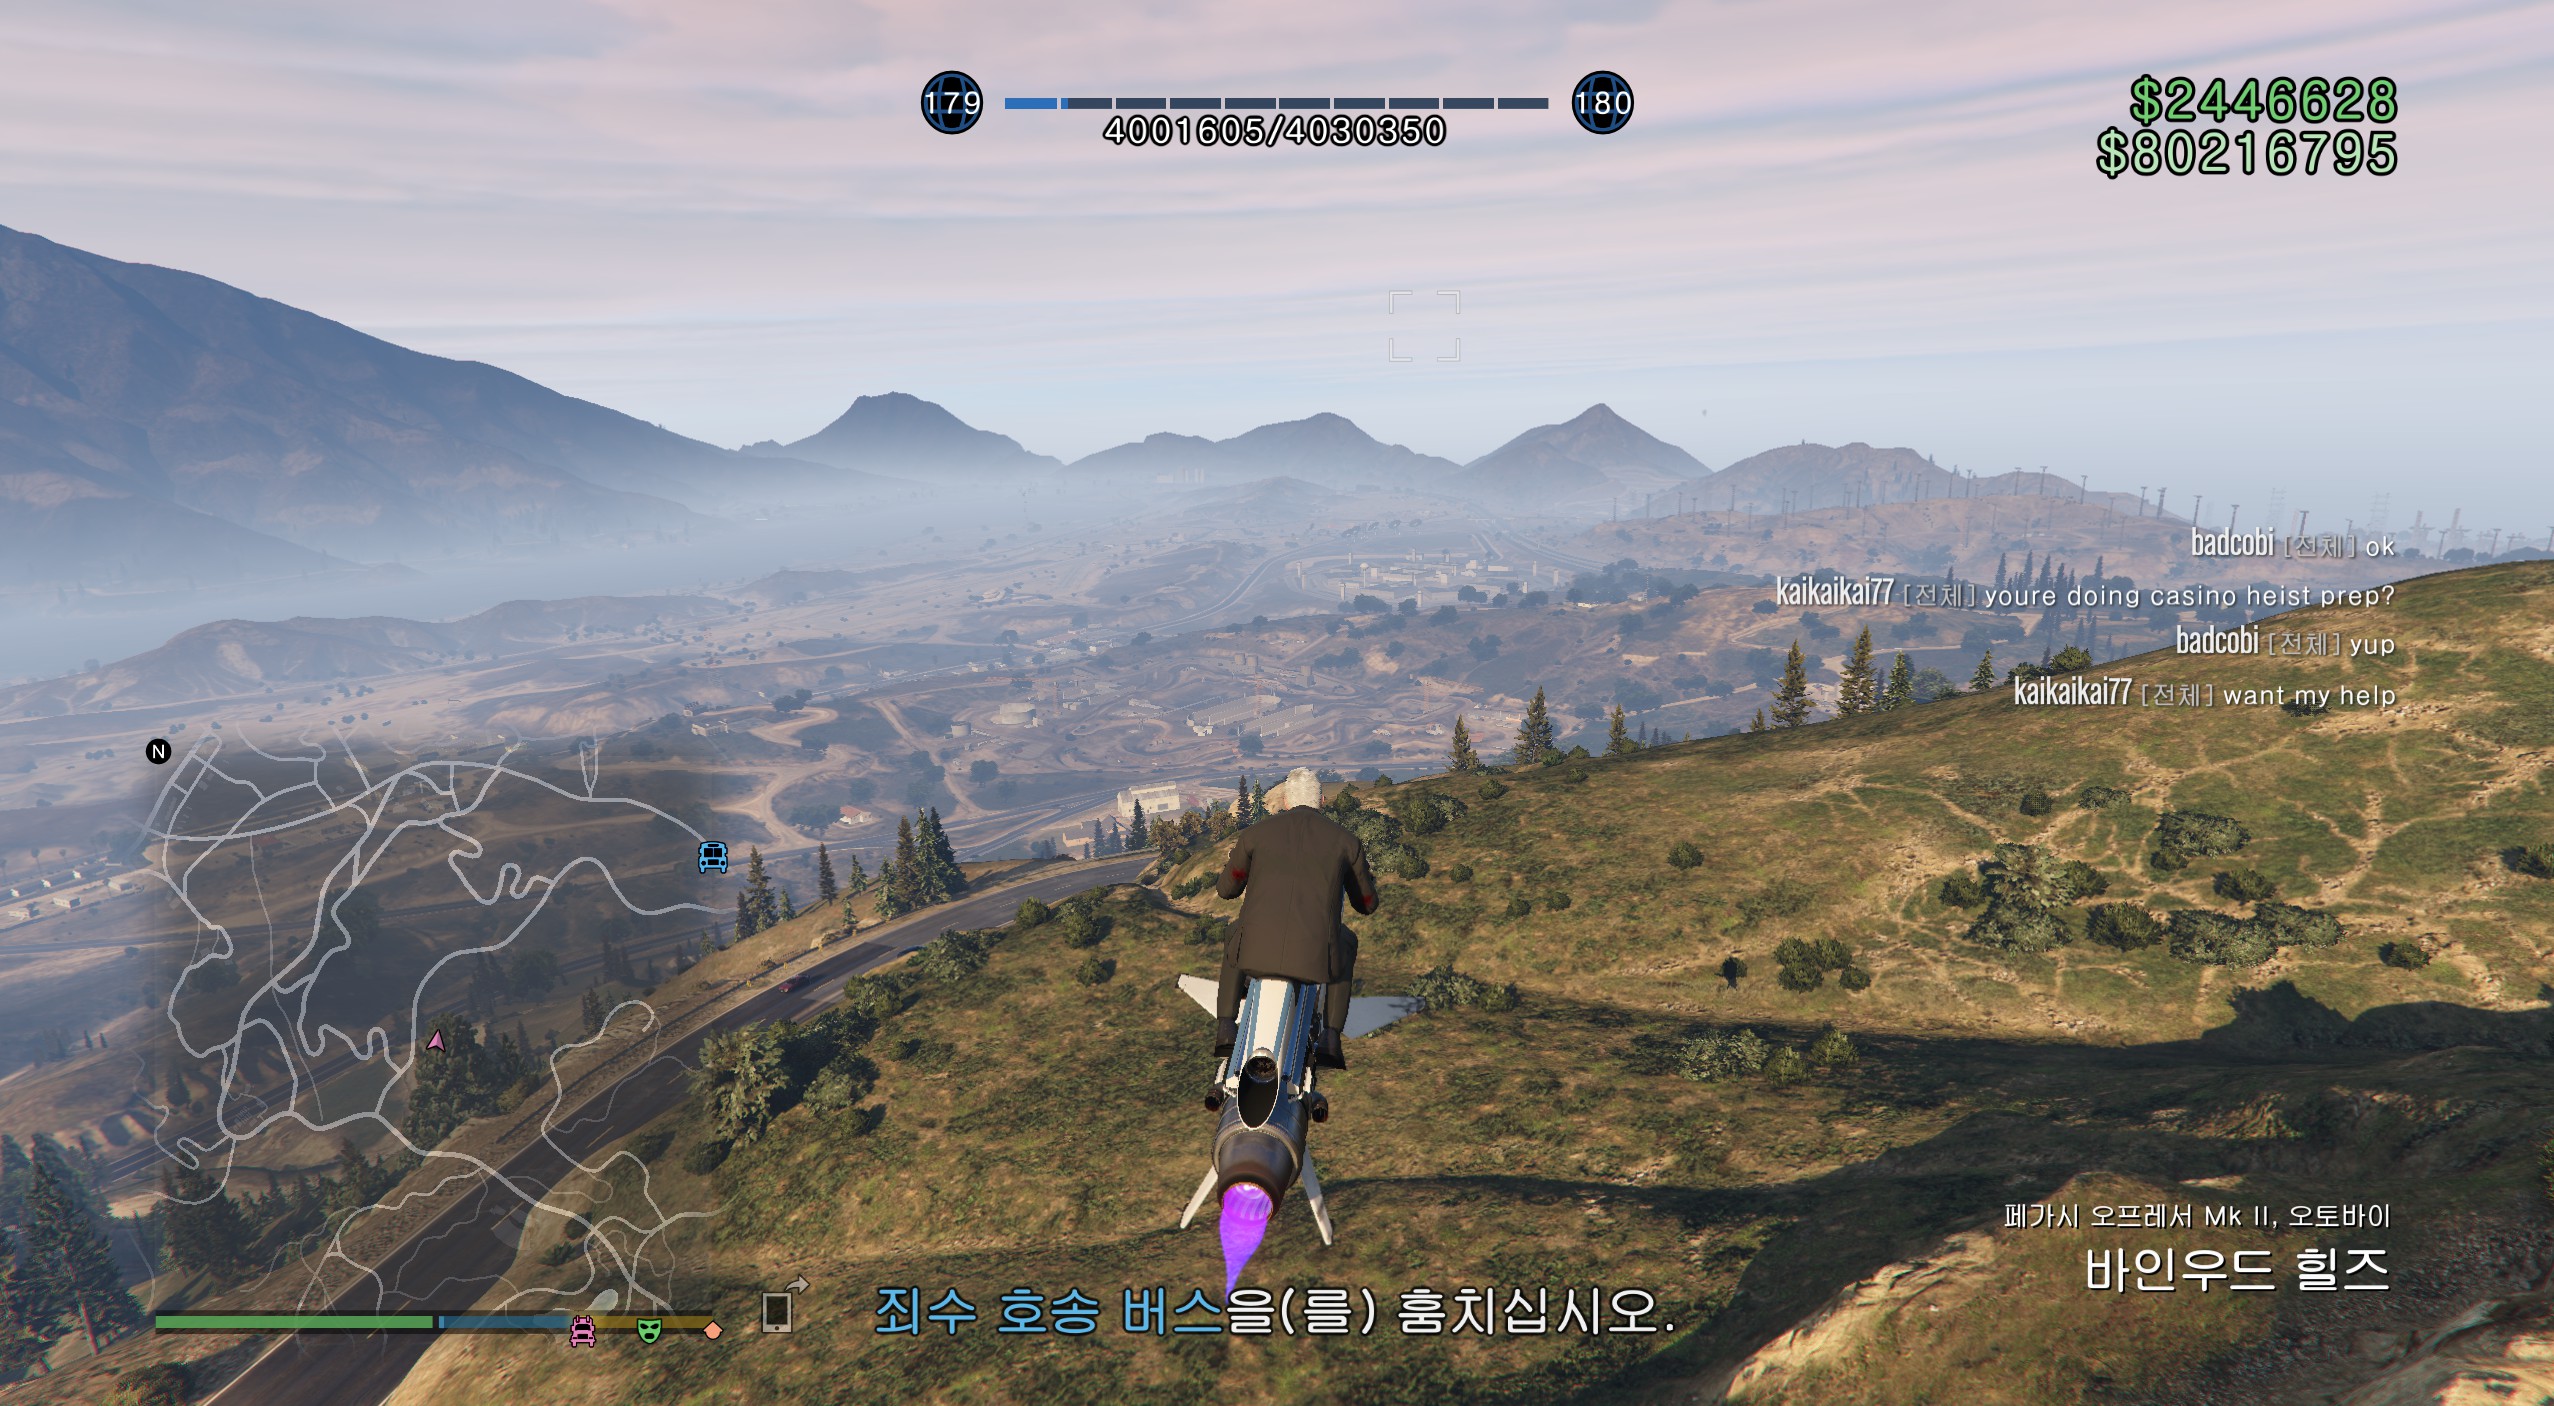 179
180
4001605/4030350
$2446628
$80216795
badcobi [전체] ok
kaikaikai77 [전체] youre doing casino heist prep?
badcobi [전체] yup
kaikaikai77 [전체] want my help
N
페가시 오프레서 Mk II, 오토바이
바인우드 힐즈
죄수 호송 버스을(를) 훔치십시오.